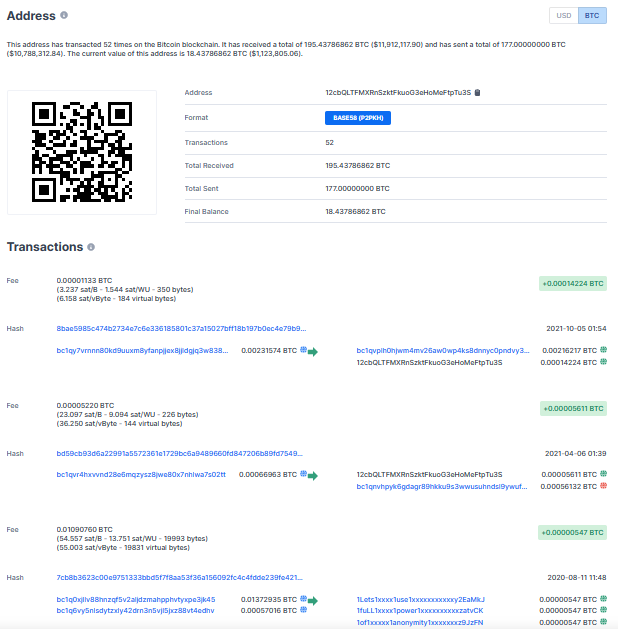 Address
USD BTC
This address has transacted 52 times on the Bitcoin blockchain. It has received a total of 195.43786862 BTC ($11,912,117.90) and has sent a total of 177.00000000 BTC
($10,788,312.84). The current value of this address is 18.43786862 BTC ($1,123,805.06).
Address 12cbQLTFMXRnSzktFkuoG3eHoMeFtpTu3S
Format BASE58 (P2PKH)
Transactions 52
Total Received 195.43786862 BTC
Total Sent 177.00000000 BTC
Final Balance 18.43786862 BTC
Transactions
Fee 0.00001133 BTC +0.00014224 BTC
(3.237 sat/B - 1.544 sat/WU - 350 bytes)
(6.158 sat/vByte - 184 virtual bytes)
Hash 8bae5985c474b2734e7c6e336185801c37a15027bff18b197b0ec4e79b9... 2021-10-05 01:54
bc1qy7vrnnn80kd9uuxm8yfanpjjex8jjldgjq3w838... 0.00231574 BTC bc1qvplh0hjwm4mv26aw0wp4ks8dnnyc0pndvy3... 0.00216217 BTC
12cbQLTFMXRnSzktFkuoG3eHoMeFtpTu3S 0.00014224 BTC
Fee 0.00005220 BTC +0.00005611 BTC
(23.097 sat/B - 9.094 sat/WU - 226 bytes)
(36.250 sat/vByte - 144 virtual bytes)
Hash bd59cb93d6a22991a5572361e1729bc6a9489660fd847206b89fd7549... 2021-04-06 01:39
bc1qvr4hxvvnd28e6mqzysz8jwe80x7nhlwa7s02tt 0.00066963 BTC 12cbQLTFMXRnSzktFkuoG3eHoMeFtpTu3S 0.00005611 BTC
bc1qnvhpyk6gdagr89hkku9s3wwusuhndsl9ywuf... 0.00056132 BTC
Fee 0.01090760 BTC +0.00000547 BTC
(54.557 sat/B - 13.751 sat/WU - 19993 bytes)
(55.003 sat/vByte - 19831 virtual bytes)
Hash 7cb8b3623c00e9751333bbd5f7f8aa53f36a156092fc4c4fdde239fe421... 2020-08-11 11:48
bc1q0xjllv88hnzqf5v2aljdzmahpphvtyxpe3jk45 0.01372935 BTC 1Lets1xxxx1use1xxxxxxxxxxxy2EaMkJ 0.00000547 BTC
bc1q6vy5nlsdytzxly42drn3n5vjl5jxz88vt4edhv 0.00057016 BTC 1fuLL1xxxx1power1xxxxxxxxxxzatvCK 0.00000547 BTC
1of1xxxxx1anonymity1xxxxxxxz9JzFN 0.00000547 BTC